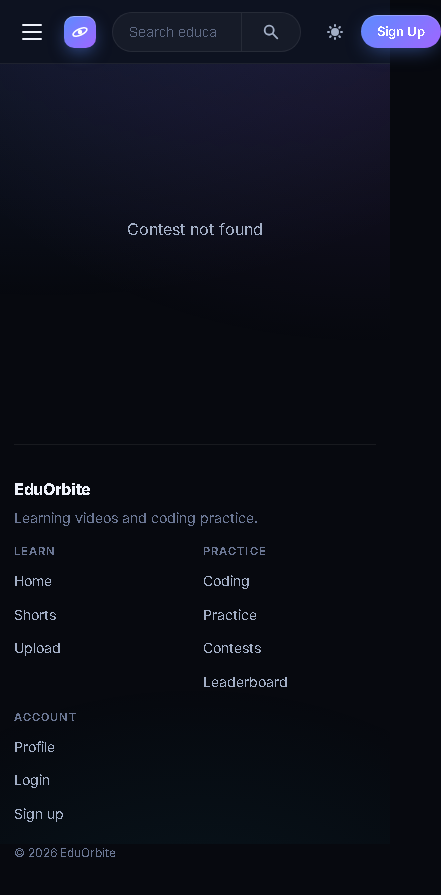 Search educa
Sign Up
Contest not found
EduOrbite
Learning videos and coding practice.
LEARN
Home
Shorts
Upload
PRACTICE
Coding
Practice
Contests
Leaderboard
ACCOUNT
Profile
Login
Sign up
© 2026 EduOrbite